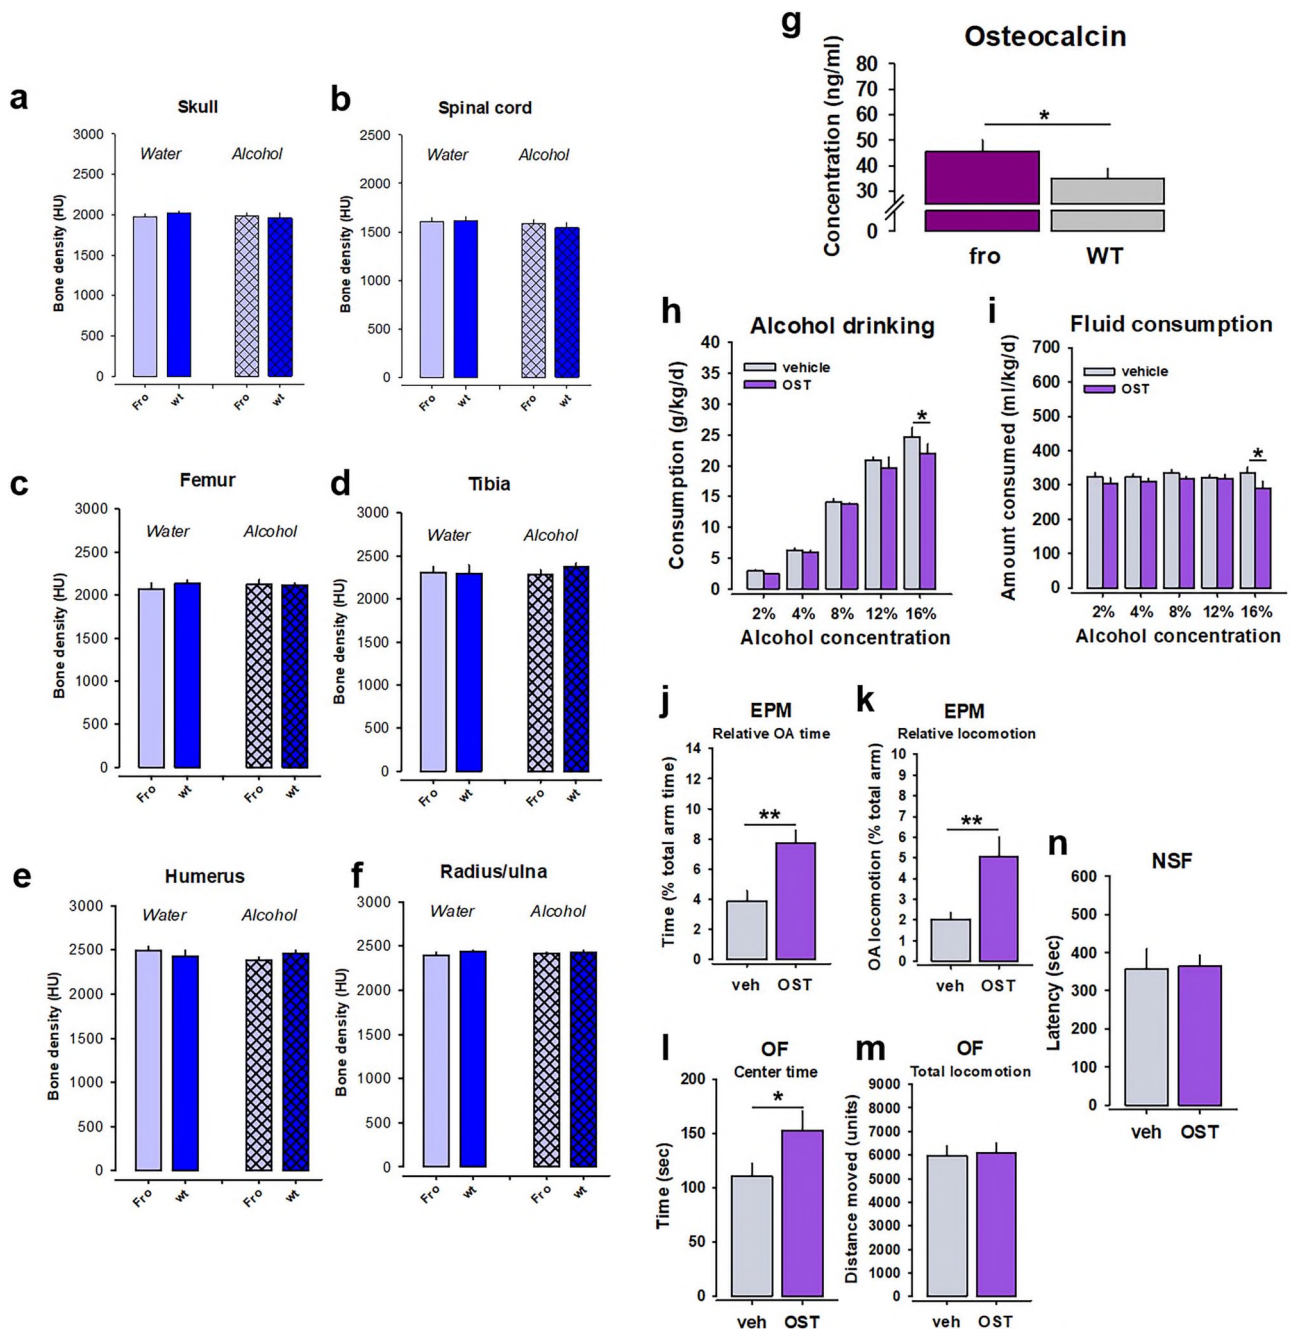 a
Skull
Bone density (HU)
3000
2500
2000
1500
1000
500
0
Water
Alcohol
Fro
wt
Fro
wt
b
Spinal cord
Bone density (HU)
2500
2000
1500
1000
500
0
Water
Alcohol
Fro
wt
Fro
wt
c
Femur
Bone density (HU)
3000
2500
2000
1500
1000
500
0
Water
Alcohol
Fro
wt
Fro
wt
d
Tibia
Bone density (HU)
3000
2500
2000
1500
1000
500
0
Water
Alcohol
Fro
wt
Fro
wt
e
Humerus
Bone density (HU)
3000
2500
2000
1500
1000
500
0
Water
Alcohol
Fro
wt
Fro
wt
f
Radius/ulna
Bone density (HU)
3000
2500
2000
1500
1000
500
0
Water
Alcohol
Fro
wt
Fro
wt
g
Osteocalcin
Concentration (ng/ml)
80
70
60
50
40
30
0
*
fro
WT
h
Alcohol drinking
Consumption (g/kg/d)
40
35
30
25
20
15
10
5
0
vehicle
OST
*
2%
4%
8%
12%
16%
Alcohol concentration
i
Fluid consumption
Amount consumed (ml/kg/d)
700
600
500
400
300
200
100
0
vehicle
OST
*
2%
4%
8%
12%
16%
Alcohol concentration
j
EPM
Relative OA time
Time (% total arm time)
14
12
10
8
6
4
2
0
**
veh
OST
k
EPM
Relative locomotion
OA locomotion (% total arm)
10
9
8
7
6
5
4
3
2
1
0
**
veh
OST
l
OF
Center time
Time (sec)
200
150
100
50
0
*
veh
OST
m
OF
Total locomotion
Distance moved (units)
9000
8000
7000
6000
5000
4000
3000
2000
1000
0
veh
OST
n
NSF
Latency (sec)
600
500
400
300
200
100
0
veh
OST